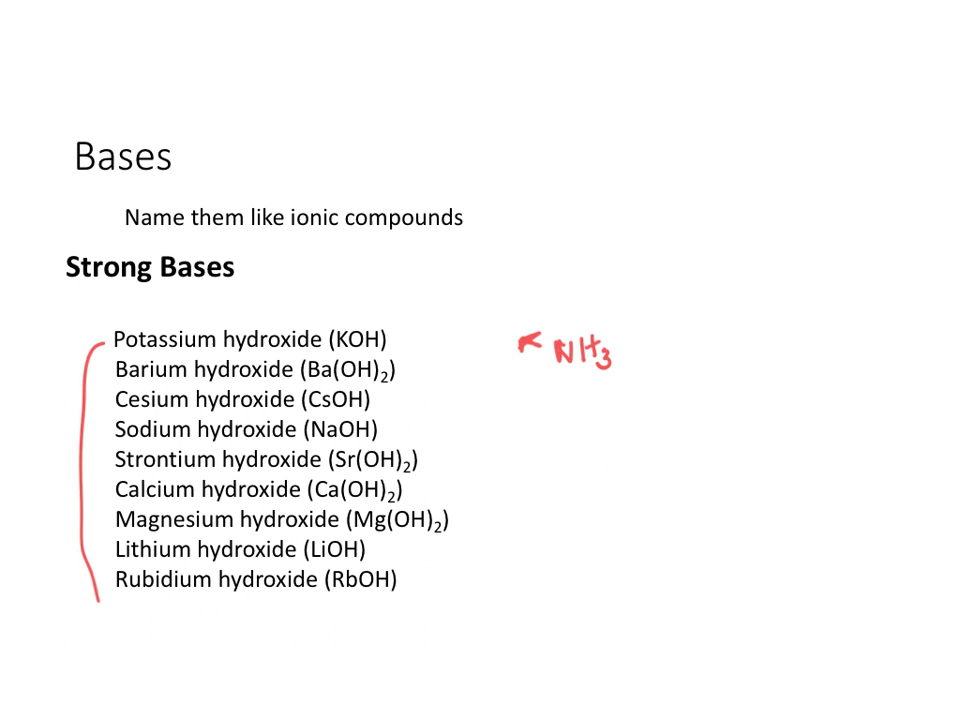 Bases
Name them like ionic compounds
Strong Bases
Potassium hydroxide (KOH)
NH₃
Barium hydroxide (Ba(OH)₂)
Cesium hydroxide (CsOH)
Sodium hydroxide (NaOH)
Strontium hydroxide (Sr(OH)₂)
Calcium hydroxide (Ca(OH)₂)
Magnesium hydroxide (Mg(OH)₂)
Lithium hydroxide (LiOH)
Rubidium hydroxide (RbOH)